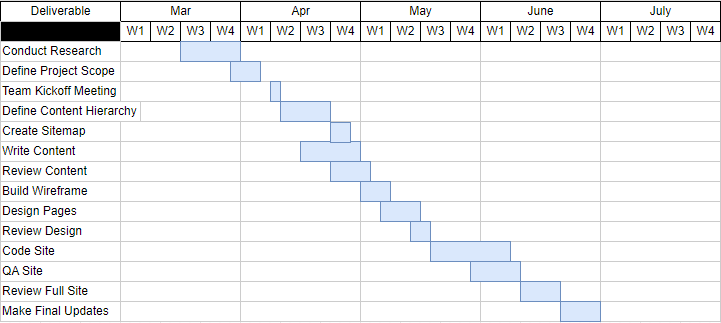 Deliverable Mar Apr May June July
W1 W2 W3 W4 W1 W2 W3 W4 W1 W2 W3 W4 W1 W2 W3 W4 W1 W2 W3 W4
Conduct Research
Define Project Scope
Team Kickoff Meeting
Define Content Hierarchy
Create Sitemap
Write Content
Review Content
Build Wireframe
Design Pages
Review Design
Code Site
QA Site
Review Full Site
Make Final Updates